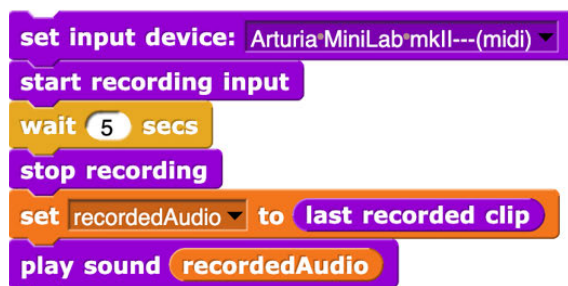 set input device: Arturia MiniLab mkII---(midi)
start recording input
wait 5 secs
stop recording
set recordedAudio to last recorded clip
play sound recordedAudio